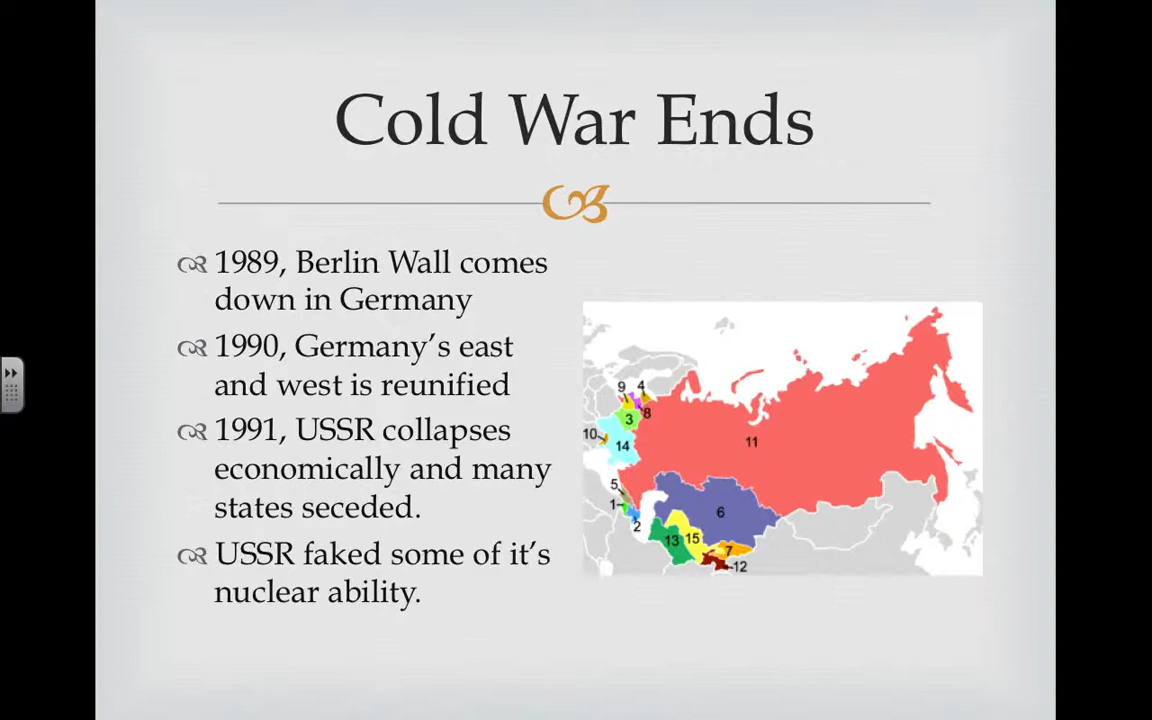 Cold War Ends
1989, Berlin Wall comes
down in Germany
1990, Germany’s east
and west is reunified
1991, USSR collapses
economically and many
states seceded.
USSR faked some of it’s
nuclear ability.
9 4
8
3
10
14
11
5
1
2
6
13 15
7
12